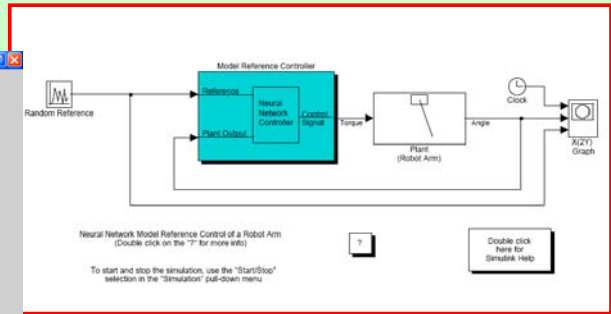 Model Reference Controller
Random Reference
Reference
Plant Output
Neural
Network
Controller
Control
Signal
Torque
Plant
(Robot Arm)
Angle
Clock
X(2Y)
Graph
Neural Network Model Reference Control of a Robot Arm
(Double click on the "?" for more info)
?
Double click
here for
Simulink Help
To start and stop the simulation, use the "Start/Stop"
selection in the "Simulation" pull-down menu